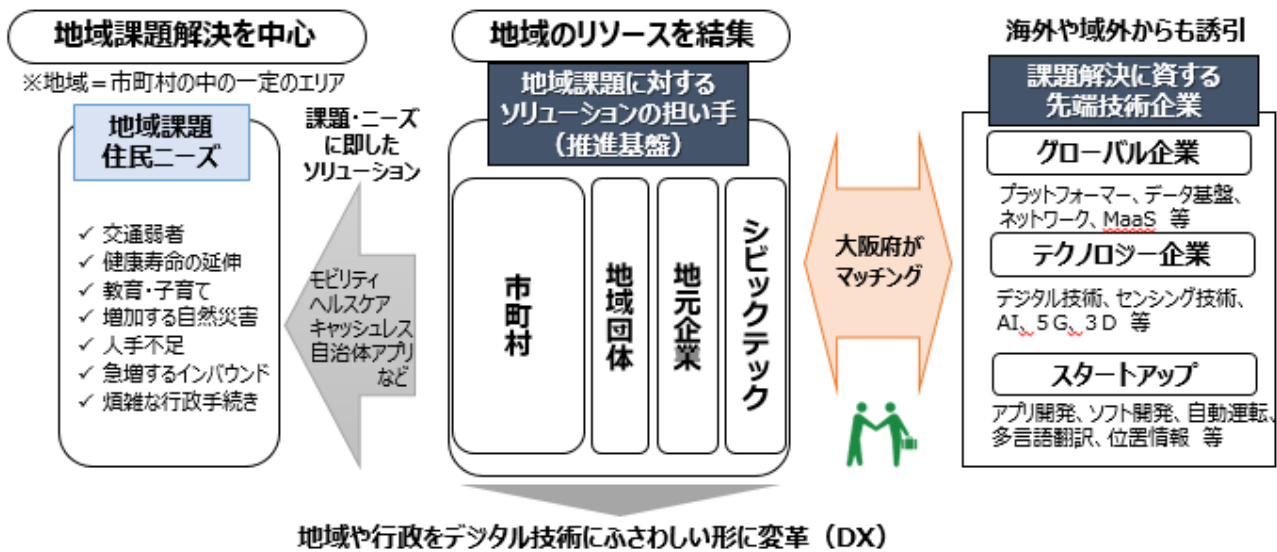 地域課題解決を中心
※地域＝市町村の中の一定のエリア
地域課題
住民ニーズ
✓ 交通弱者
✓ 健康寿命の延伸
✓ 教育・子育て
✓ 増加する自然災害
✓ 人手不足
✓ 急増するインバウンド
✓ 煩雑な行政手続き
課題・ニーズ
に即した
ソリューション
モビリティ
ヘルスケア
キャッシュレス
自治体アプリ
など
地域のリソースを結集
地域課題に対する
ソリューションの担い手
（推進基盤）
市町村
地域団体
地元企業
シビックテック
大阪府が
マッチング
海外や域外からも誘引
課題解決に資する
先端技術企業
グローバル企業
プラットフォーマー、データ基盤、
ネットワーク、MaaS 等
テクノロジー企業
デジタル技術、センシング技術、
AI、５G、３D 等
スタートアップ
アプリ開発、ソフト開発、自動運転、
多言語翻訳、位置情報 等
地域や行政をデジタル技術にふさわしい形に変革（DX）